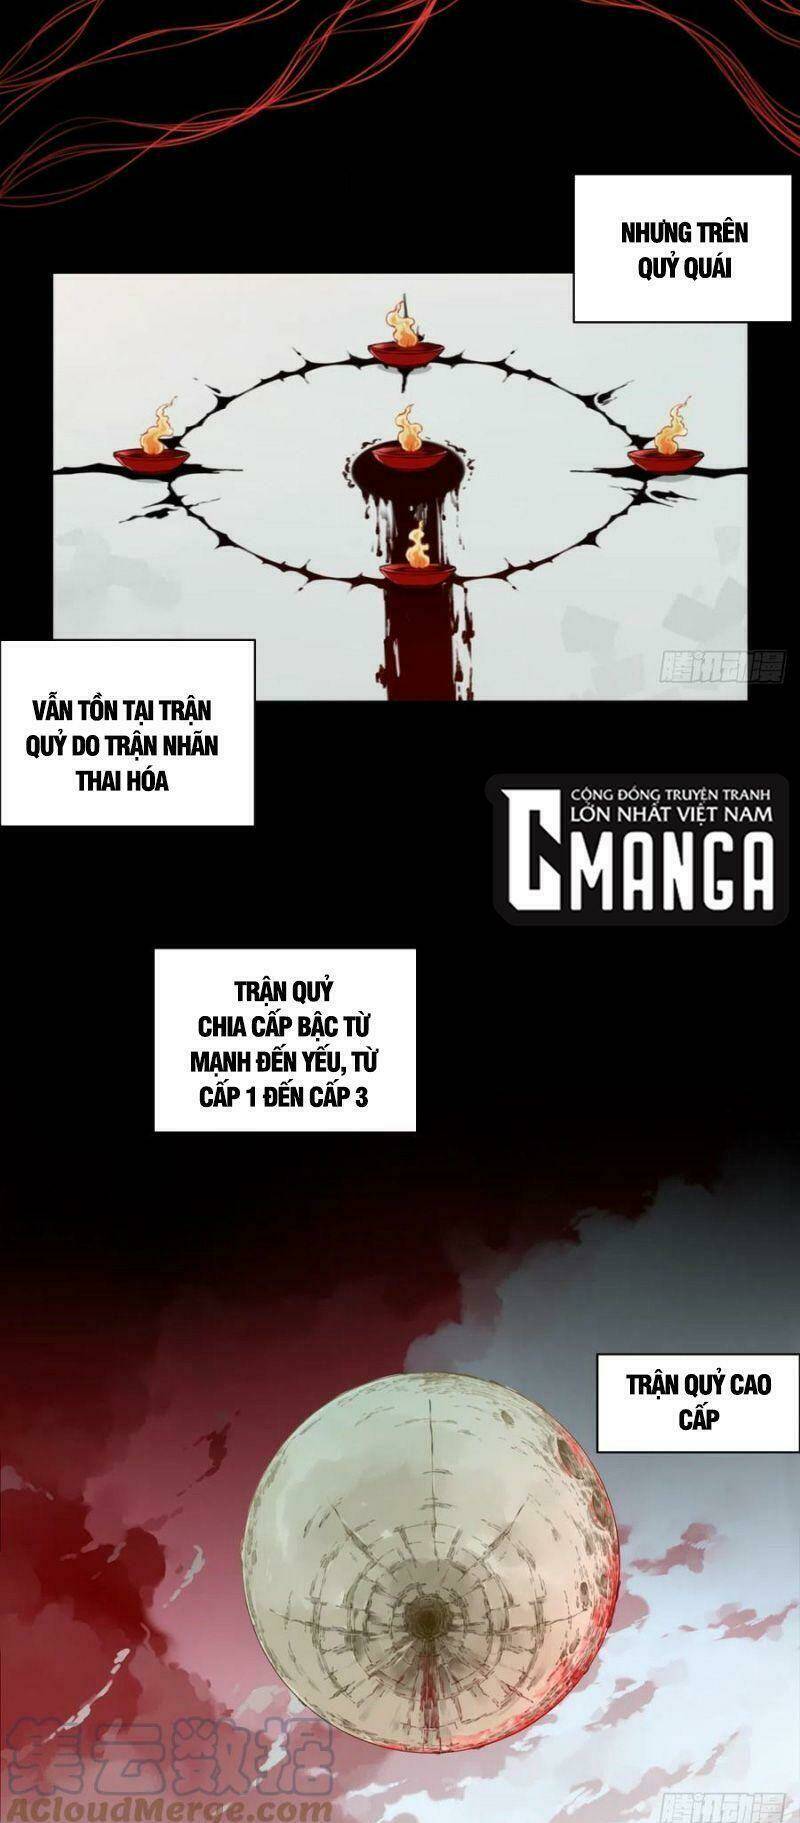 NHƯNG TRÊN
QUỶ QUÁI
腾讯动漫
VẪN TỒN TẠI TRẬN
QUỶ DO TRẬN NHÃN
THAI HÓA
CỘNG ĐỒNG TRUYỆN TRANH
LỚN NHẤT VIỆT NAM
CMANGA
TRẬN QUỶ
CHIA CẤP BẬC TỪ
MẠNH ĐẾN YẾU, TỪ
CẤP 1 ĐẾN CẤP 3
TRẬN QUỶ CAO
CẤP
集云数据
ACloudMerge.com
腾讯动漫